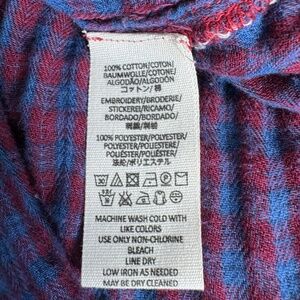 100% COTTON/COTON/
BAUMWOLLE/COTONE/
ALGODÃO/ALGODÓN
コットン/棉
EMBROIDERY/BRODERIE/
STICKEREI/RICAMO/
BORDADO/BORDADO/
刺繍/刺绣
100% POLYESTER/POLYESTER/
POLYESTER/POLIESTERE/
POLIÉSTER/POLIÉSTER/
涤纶/ポリエステル
MACHINE WASH COLD WITH
LIKE COLORS
USE ONLY NON-CHLORINE
BLEACH
LINE DRY
LOW IRON AS NEEDED
MAY BE DRY CLEANED